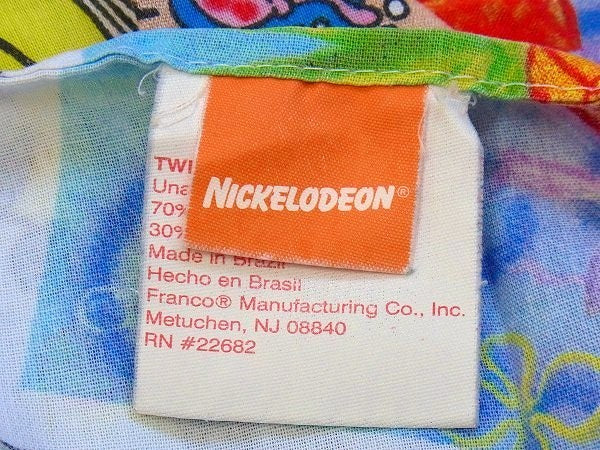 NICKELODEON®
70%
30%
Made in Brazil
Hecho en Brasil
Franco® Manufacturing Co., Inc.
Metuchen, NJ 08840
RN #22682